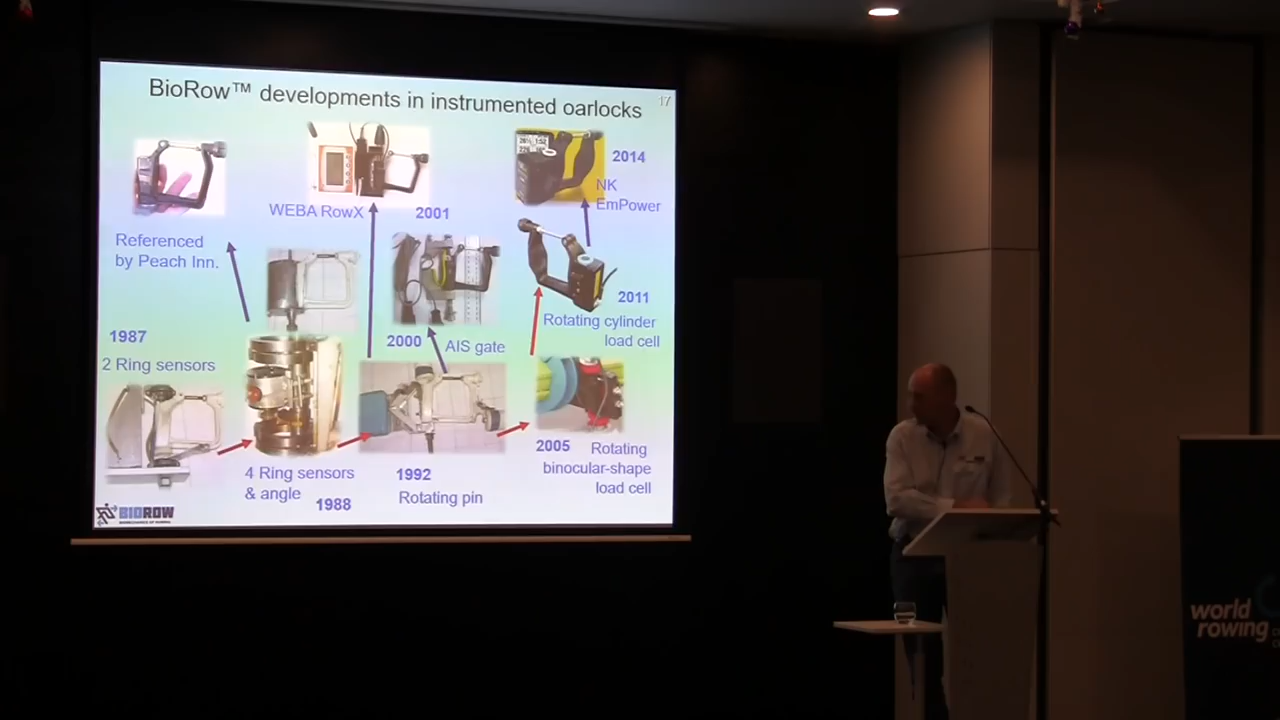 BioRow™ developments in instrumented oarlocks
17
2014
NK
EmPower
WEBA RowX
2001
Referenced
by Peach Inn.
2011
Rotating cylinder
load cell
1987
2 Ring sensors
2000
AIS gate
2005
Rotating
binocular-shape
load cell
4 Ring sensors
& angle
1988
1992
Rotating pin
BIOROW
world
rowing